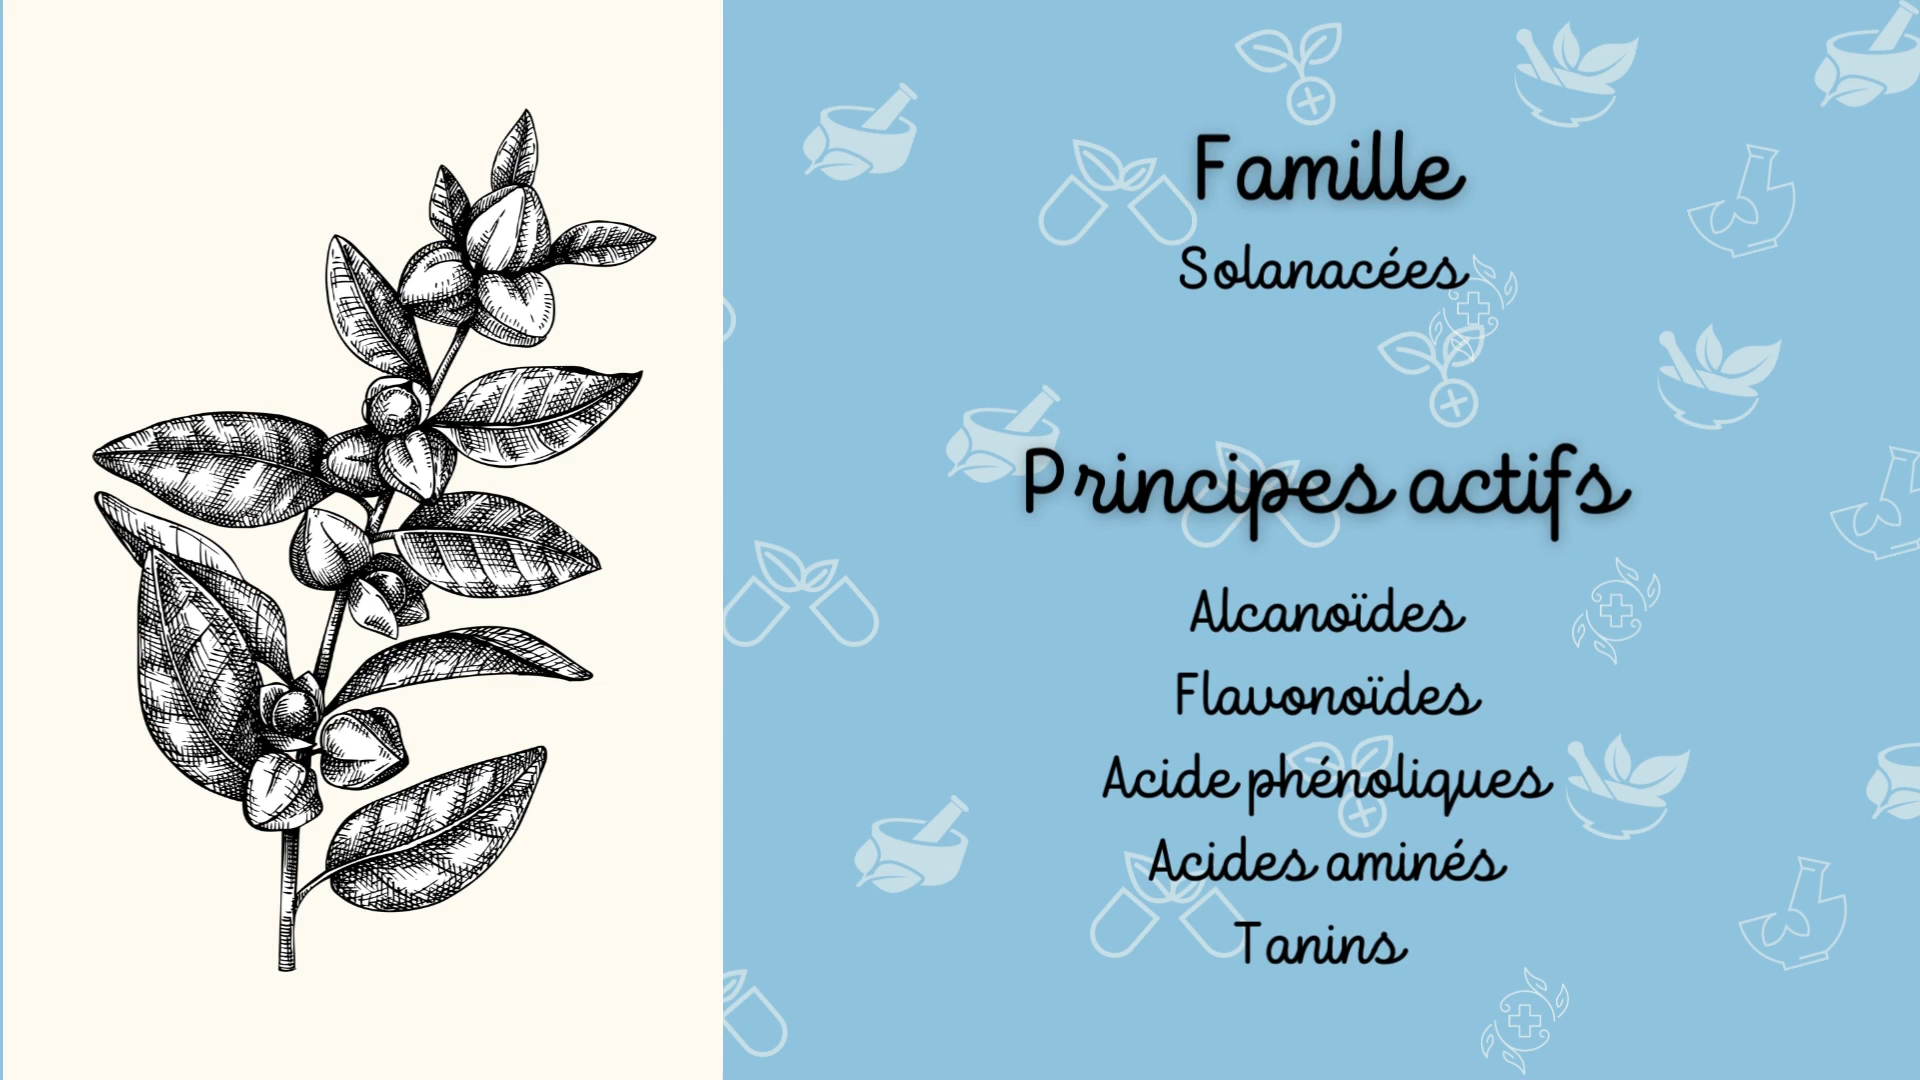 Famille
Solanacées
Principes actifs
Alcanoïdes
Flavonoïdes
Acide phénoliques
Acides aminés
Tanins